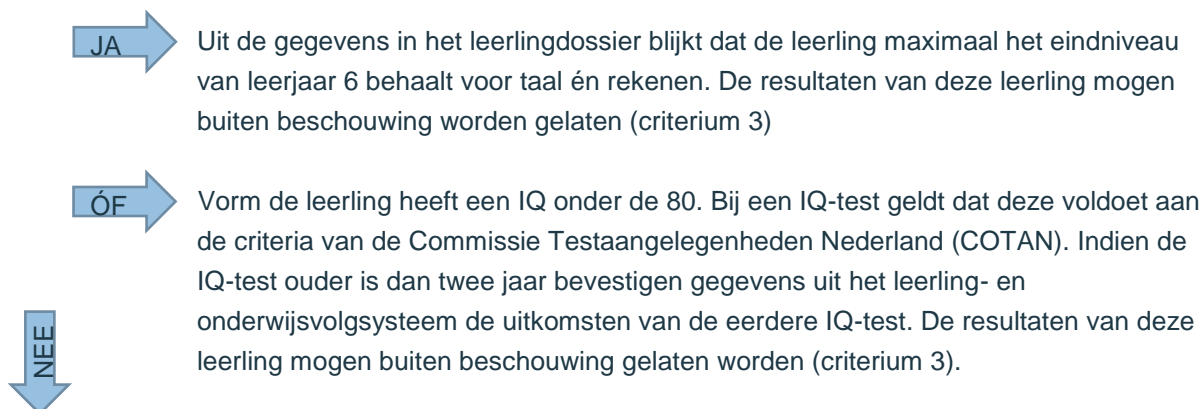 JA
Uit de gegevens in het leerlingdossier blijkt dat de leerling maximaal het eindniveau
van leerjaar 6 behaalt voor taal én rekenen. De resultaten van deze leerling mogen
buiten beschouwing worden gelaten (criterium 3)
ÓF
Vorm de leerling heeft een IQ onder de 80. Bij een IQ-test geldt dat deze voldoet aan
de criteria van de Commissie Testaangelegenheden Nederland (COTAN). Indien de
IQ-test ouder is dan twee jaar bevestigen gegevens uit het leerling- en
onderwijsvolgsysteem de uitkomsten van de eerdere IQ-test. De resultaten van deze
leerling mogen buiten beschouwing gelaten worden (criterium 3).
NEE